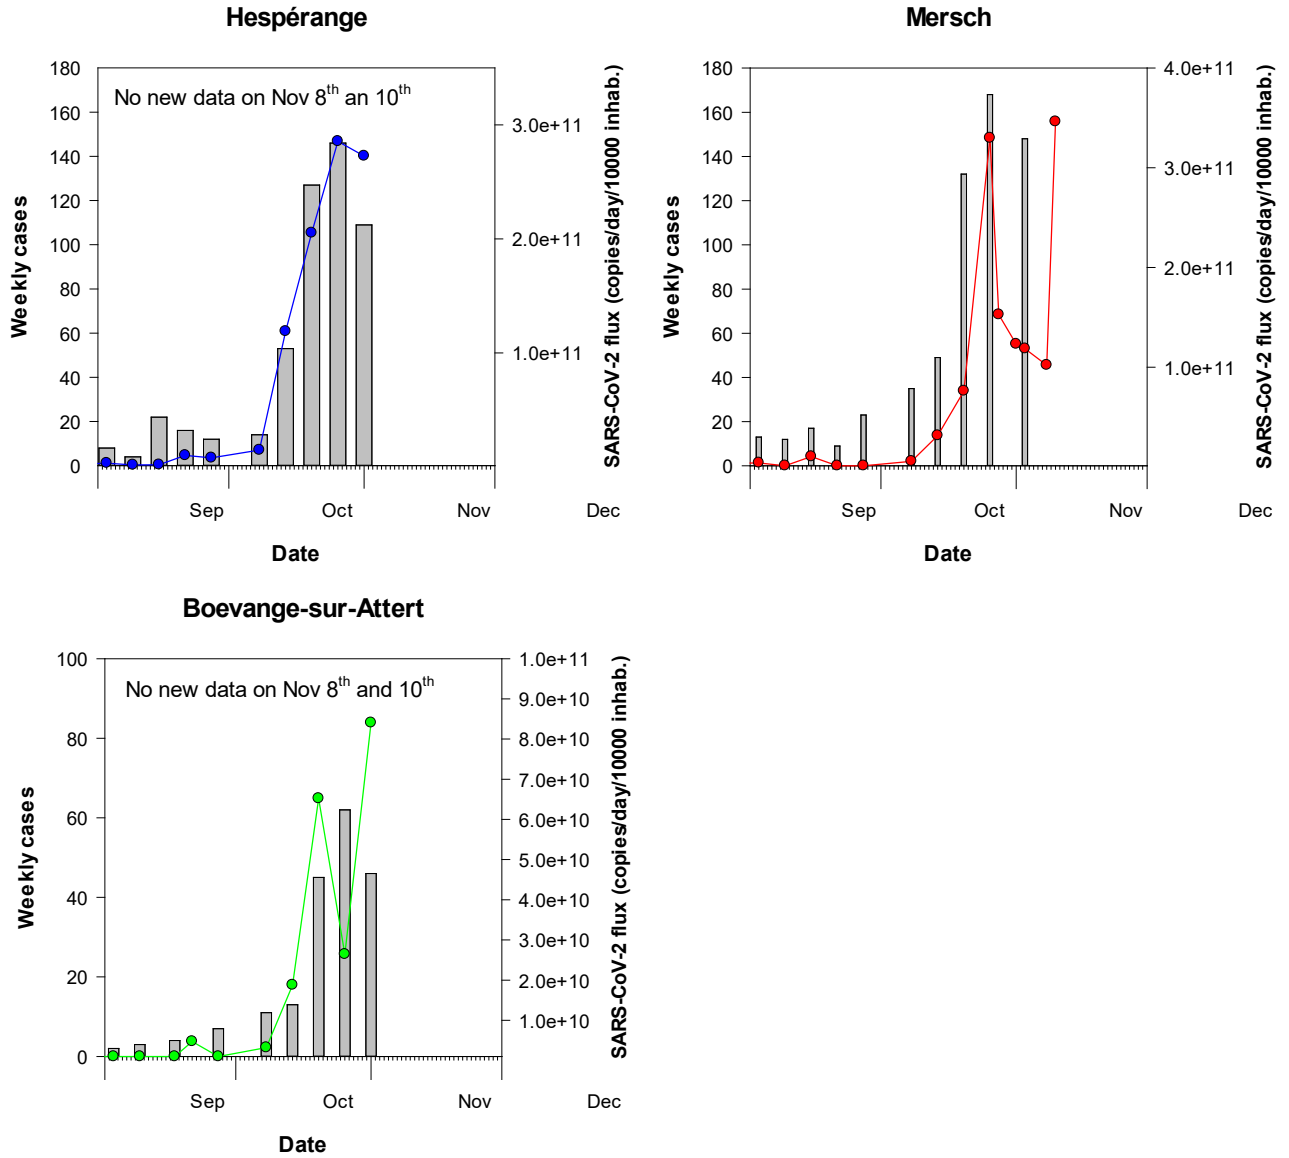 Hespérange
No new data on Nov 8th an 10th
180
160
140
120
100
80
60
40
20
0
Weekly cases
3.0e+11
2.0e+11
1.0e+11
SARS-CoV-2 flux (copies/day/10000 inhab.)
Sep Oct Nov Dec
Date
Mersch
180
160
140
120
100
80
60
40
20
0
Weekly cases
4.0e+11
3.0e+11
2.0e+11
1.0e+11
SARS-CoV-2 flux (copies/day/10000 inhab.)
Sep Oct Nov Dec
Date
Boevange-sur-Attert
No new data on Nov 8th and 10th
100
80
60
40
20
0
Weekly cases
1.0e+11
9.0e+10
8.0e+10
7.0e+10
6.0e+10
5.0e+10
4.0e+10
3.0e+10
2.0e+10
1.0e+10
SARS-CoV-2 flux (copies/day/10000 inhab.)
Sep Oct Nov Dec
Date